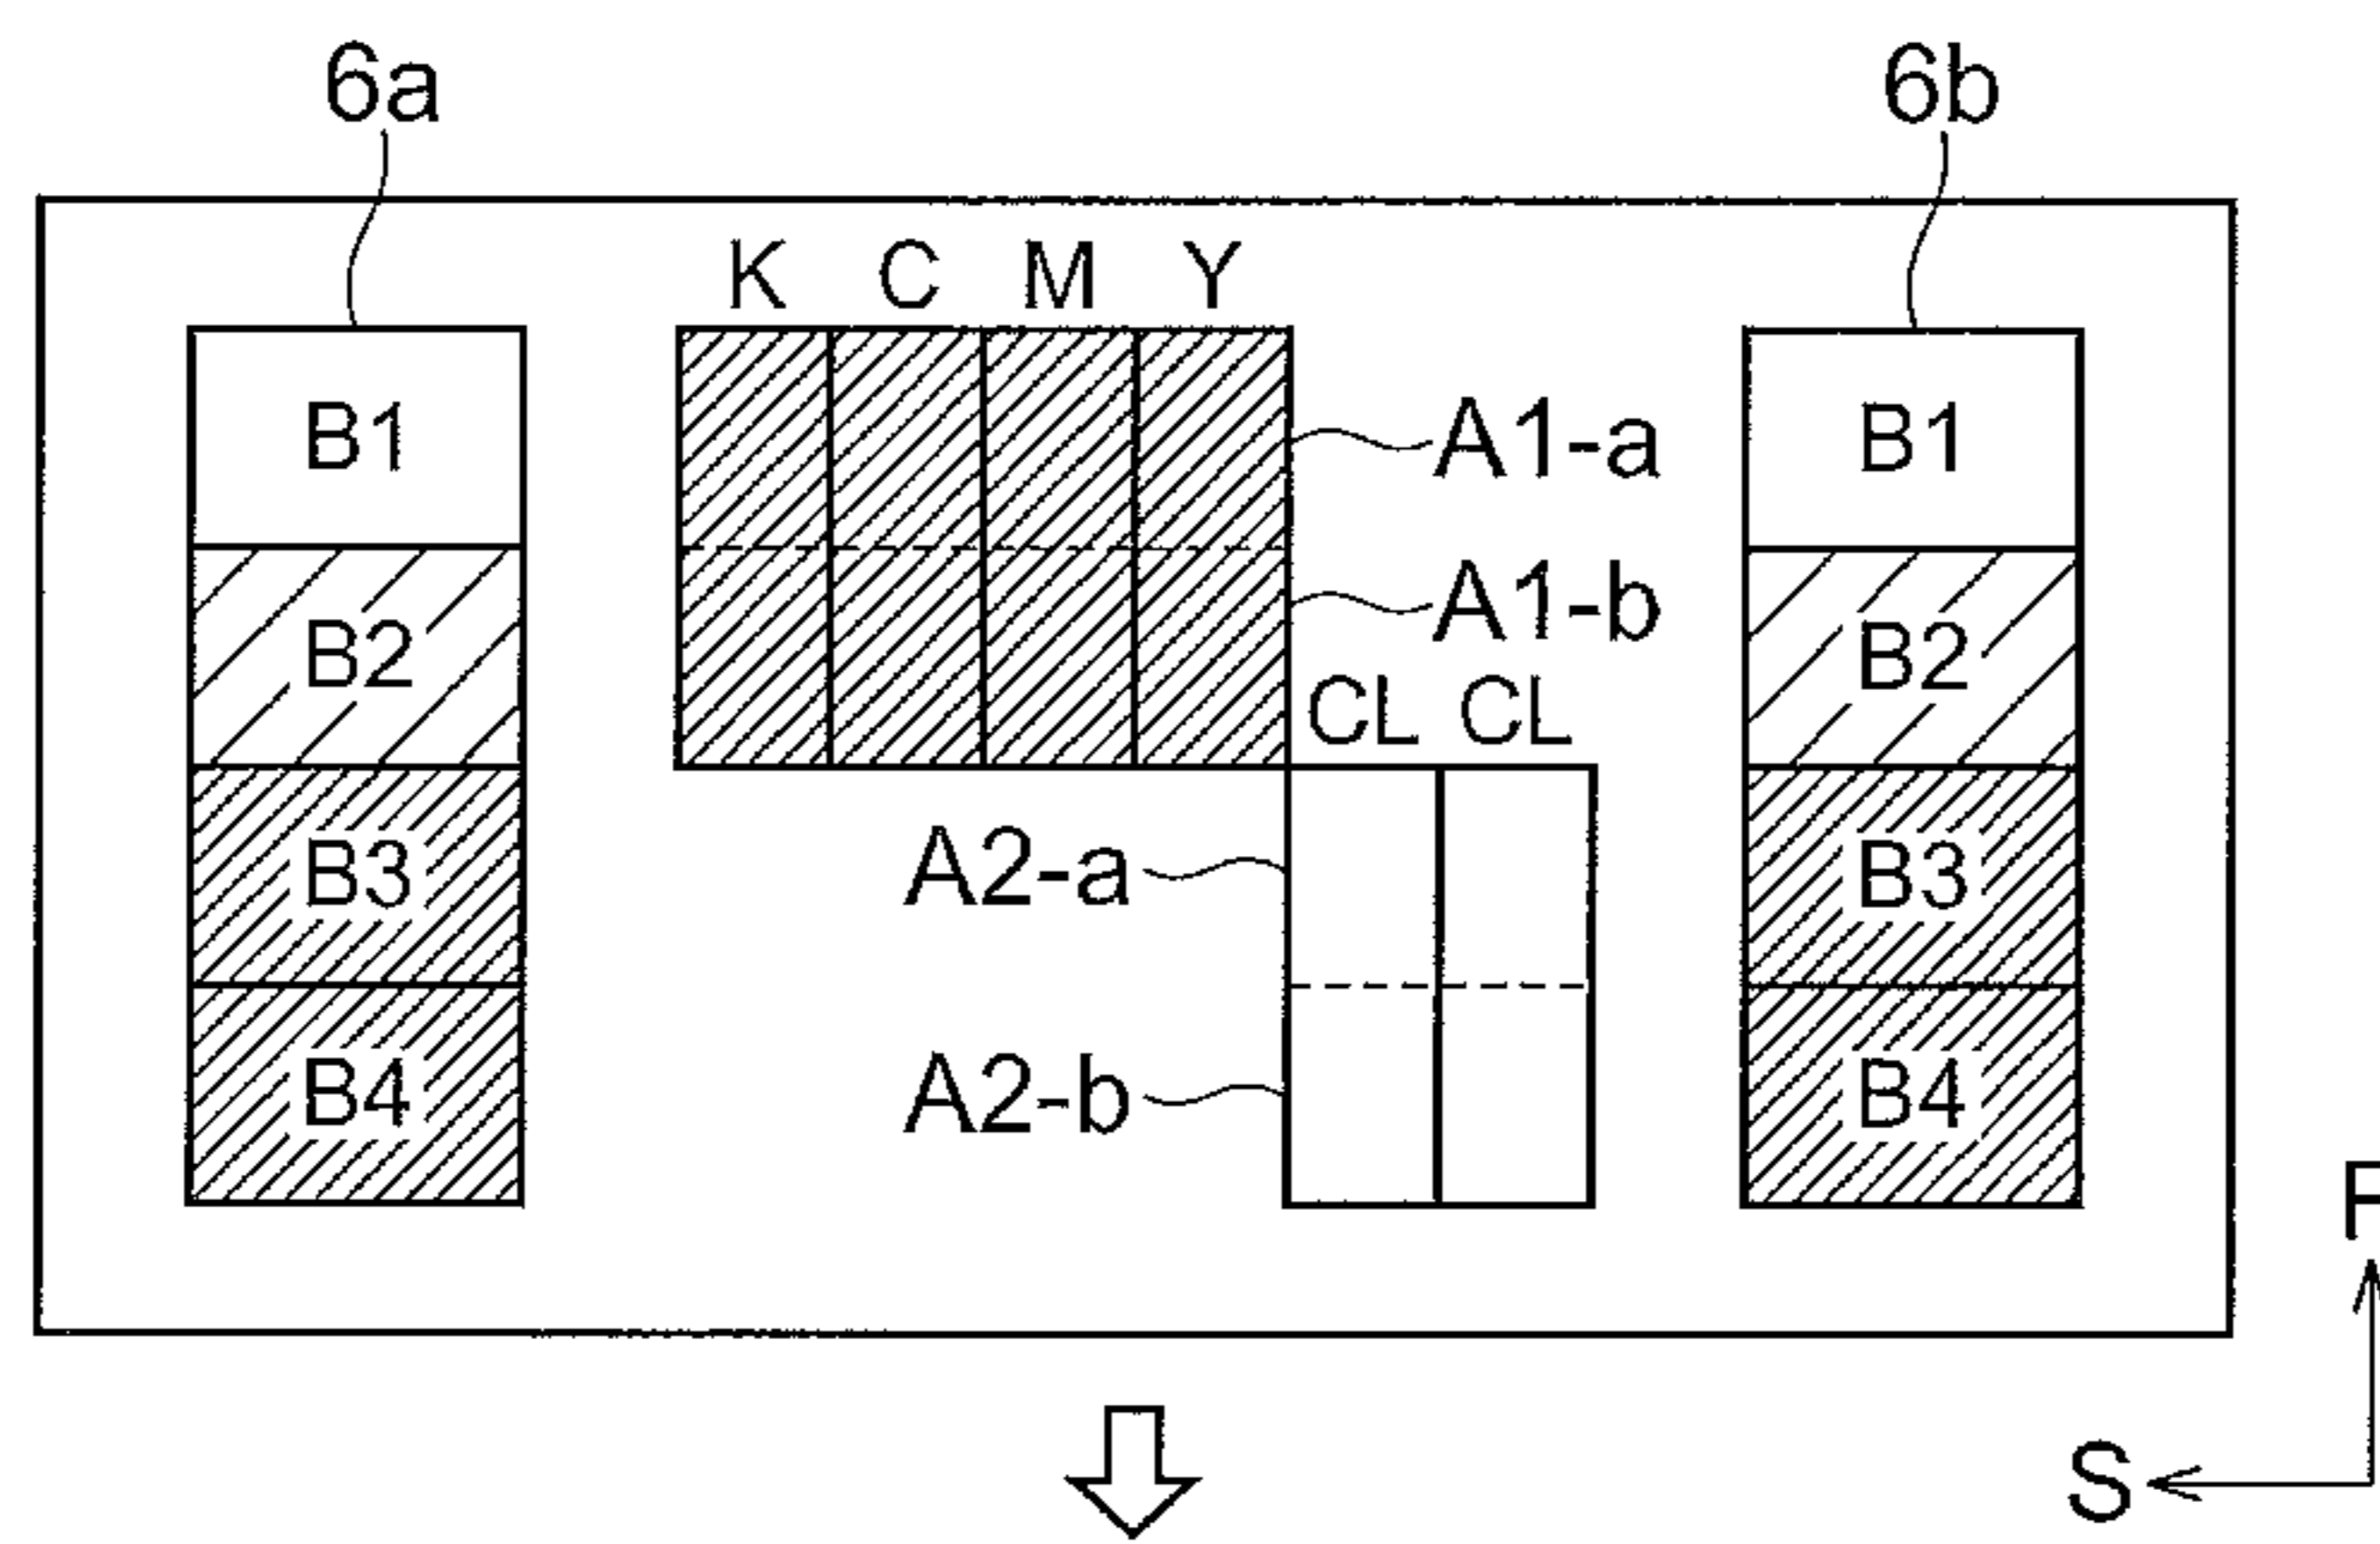 6a 6b
K C M Y
B1 A1-a B1
B2 A1-b B2
CL CL
B3 A2-a B3
B4 A2-b B4
S